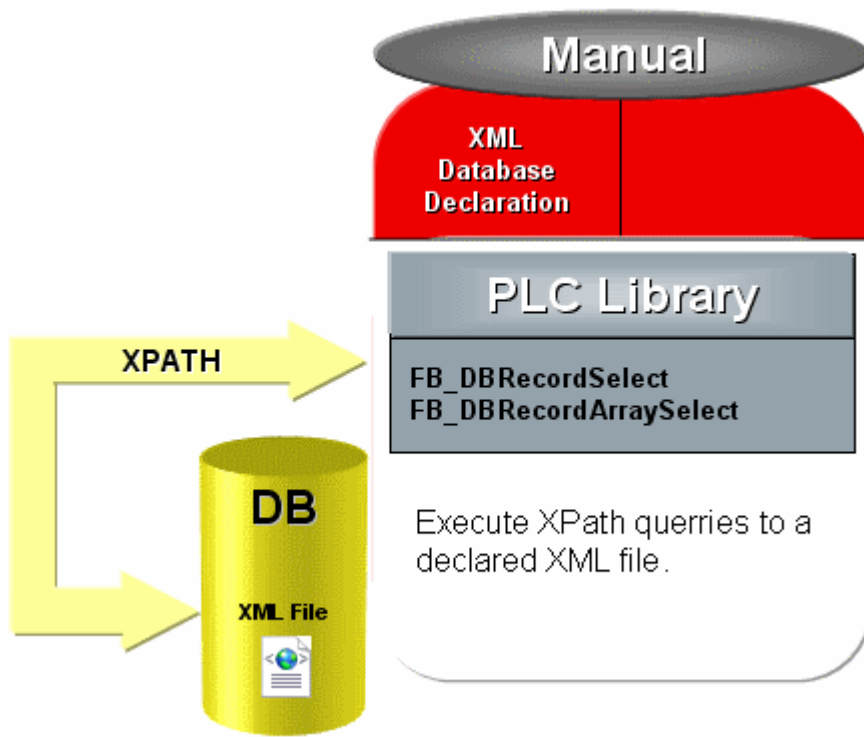 Manual
XML
Database
Declaration
PLC Library
XPATH
FB_DBRecordSelect
FB_DBRecordArraySelect
DB
XML File
Execute XPath querries to a
declared XML file.